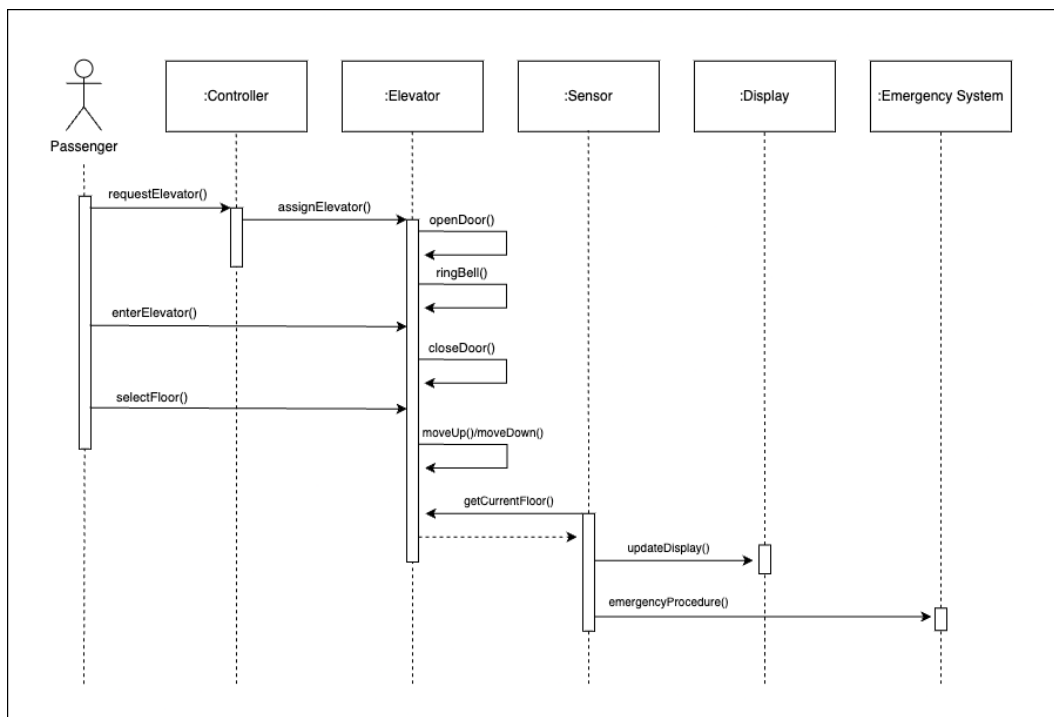 :Controller
:Elevator
:Sensor
:Display
:Emergency System
Passenger
requestElevator()
assignElevator()
openDoor()
ringBell()
enterElevator()
closeDoor()
selectFloor()
moveUp()/moveDown()
getCurrentFloor()
updateDisplay()
emergencyProcedure()